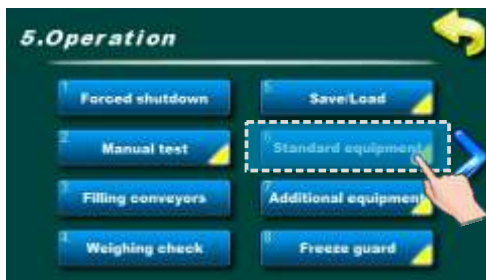 5.Operation
1 Forced shutdown
5 Save/Load
2 Manual test
6 Standard equipment
3 Filling conveyors
7 Additional equipment
4 Weighing check
8 Freeze guard